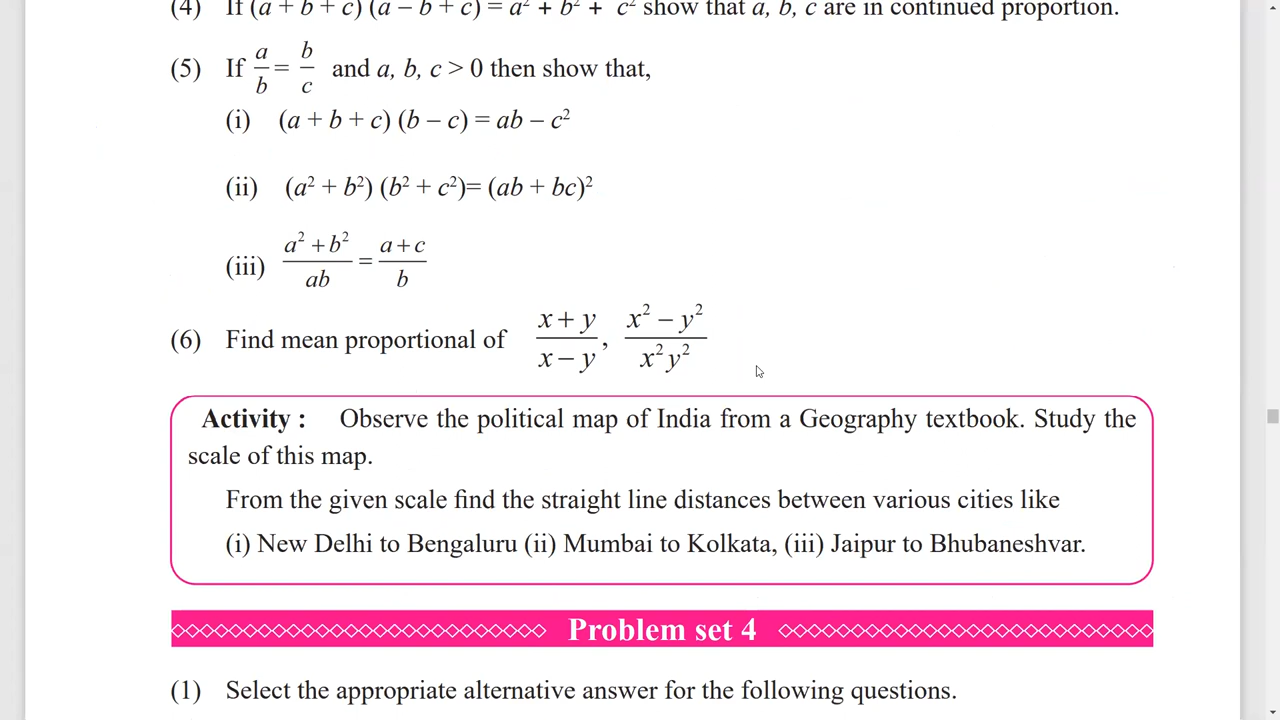 (4) If (a + b + c) (a − b + c) = a² + b² + c² show that a, b, c are in continued proportion.
(5) If a/b = b/c and a, b, c > 0 then show that,
(i) (a + b + c) (b − c) = ab − c²
(ii) (a² + b²) (b² + c²)= (ab + bc)²
(iii) (a² + b²)/(ab) = (a + c)/b
(6) Find mean proportional of (x + y)/(x − y), (x² − y²)/(x²y²)
Activity : Observe the political map of India from a Geography textbook. Study the
scale of this map.
From the given scale find the straight line distances between various cities like
(i) New Delhi to Bengaluru (ii) Mumbai to Kolkata, (iii) Jaipur to Bhubaneshvar.
Problem set 4
(1) Select the appropriate alternative answer for the following questions.